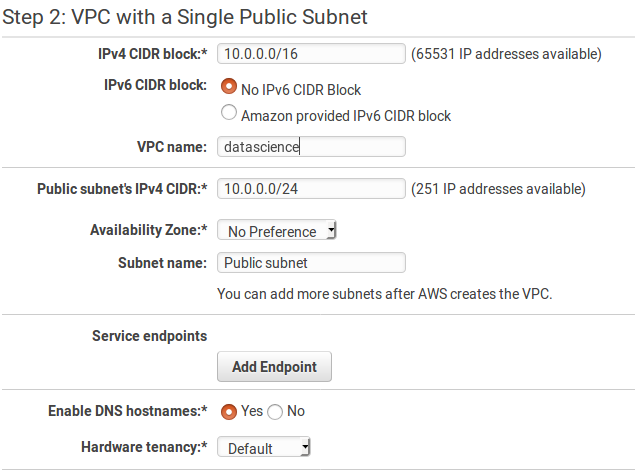 Step 2: VPC with a Single Public Subnet
IPv4 CIDR block:* 10.0.0.0/16 (65531 IP addresses available)
IPv6 CIDR block: No IPv6 CIDR Block
Amazon provided IPv6 CIDR block
VPC name: datascience
Public subnet's IPv4 CIDR:* 10.0.0.0/24 (251 IP addresses available)
Availability Zone:* No Preference
Subnet name: Public subnet
You can add more subnets after AWS creates the VPC.
Service endpoints
Add Endpoint
Enable DNS hostnames:* Yes No
Hardware tenancy:* Default